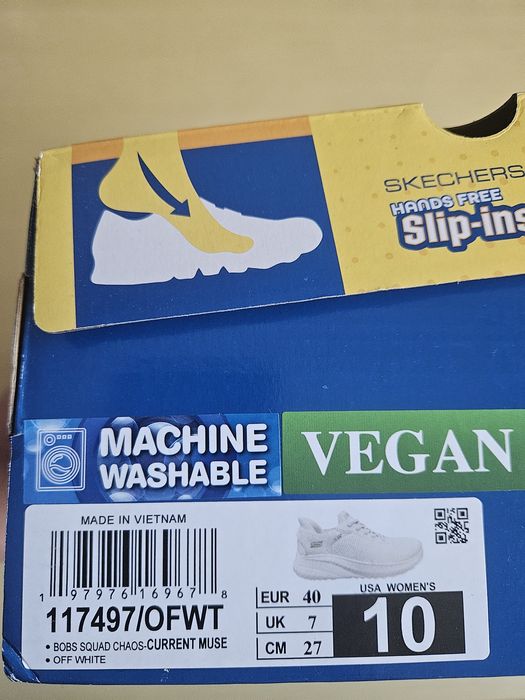 SKECHERS
HANDS FREE
Slip-ins
MACHINE
WASHABLE
VEGAN
MADE IN VIETNAM
1 97976 16967 8
117497/OFWT
• BOBS SQUAD CHAOS-CURRENT MUSE
• OFF WHITE
EUR 40
UK 7
CM 27
USA WOMEN'S
10